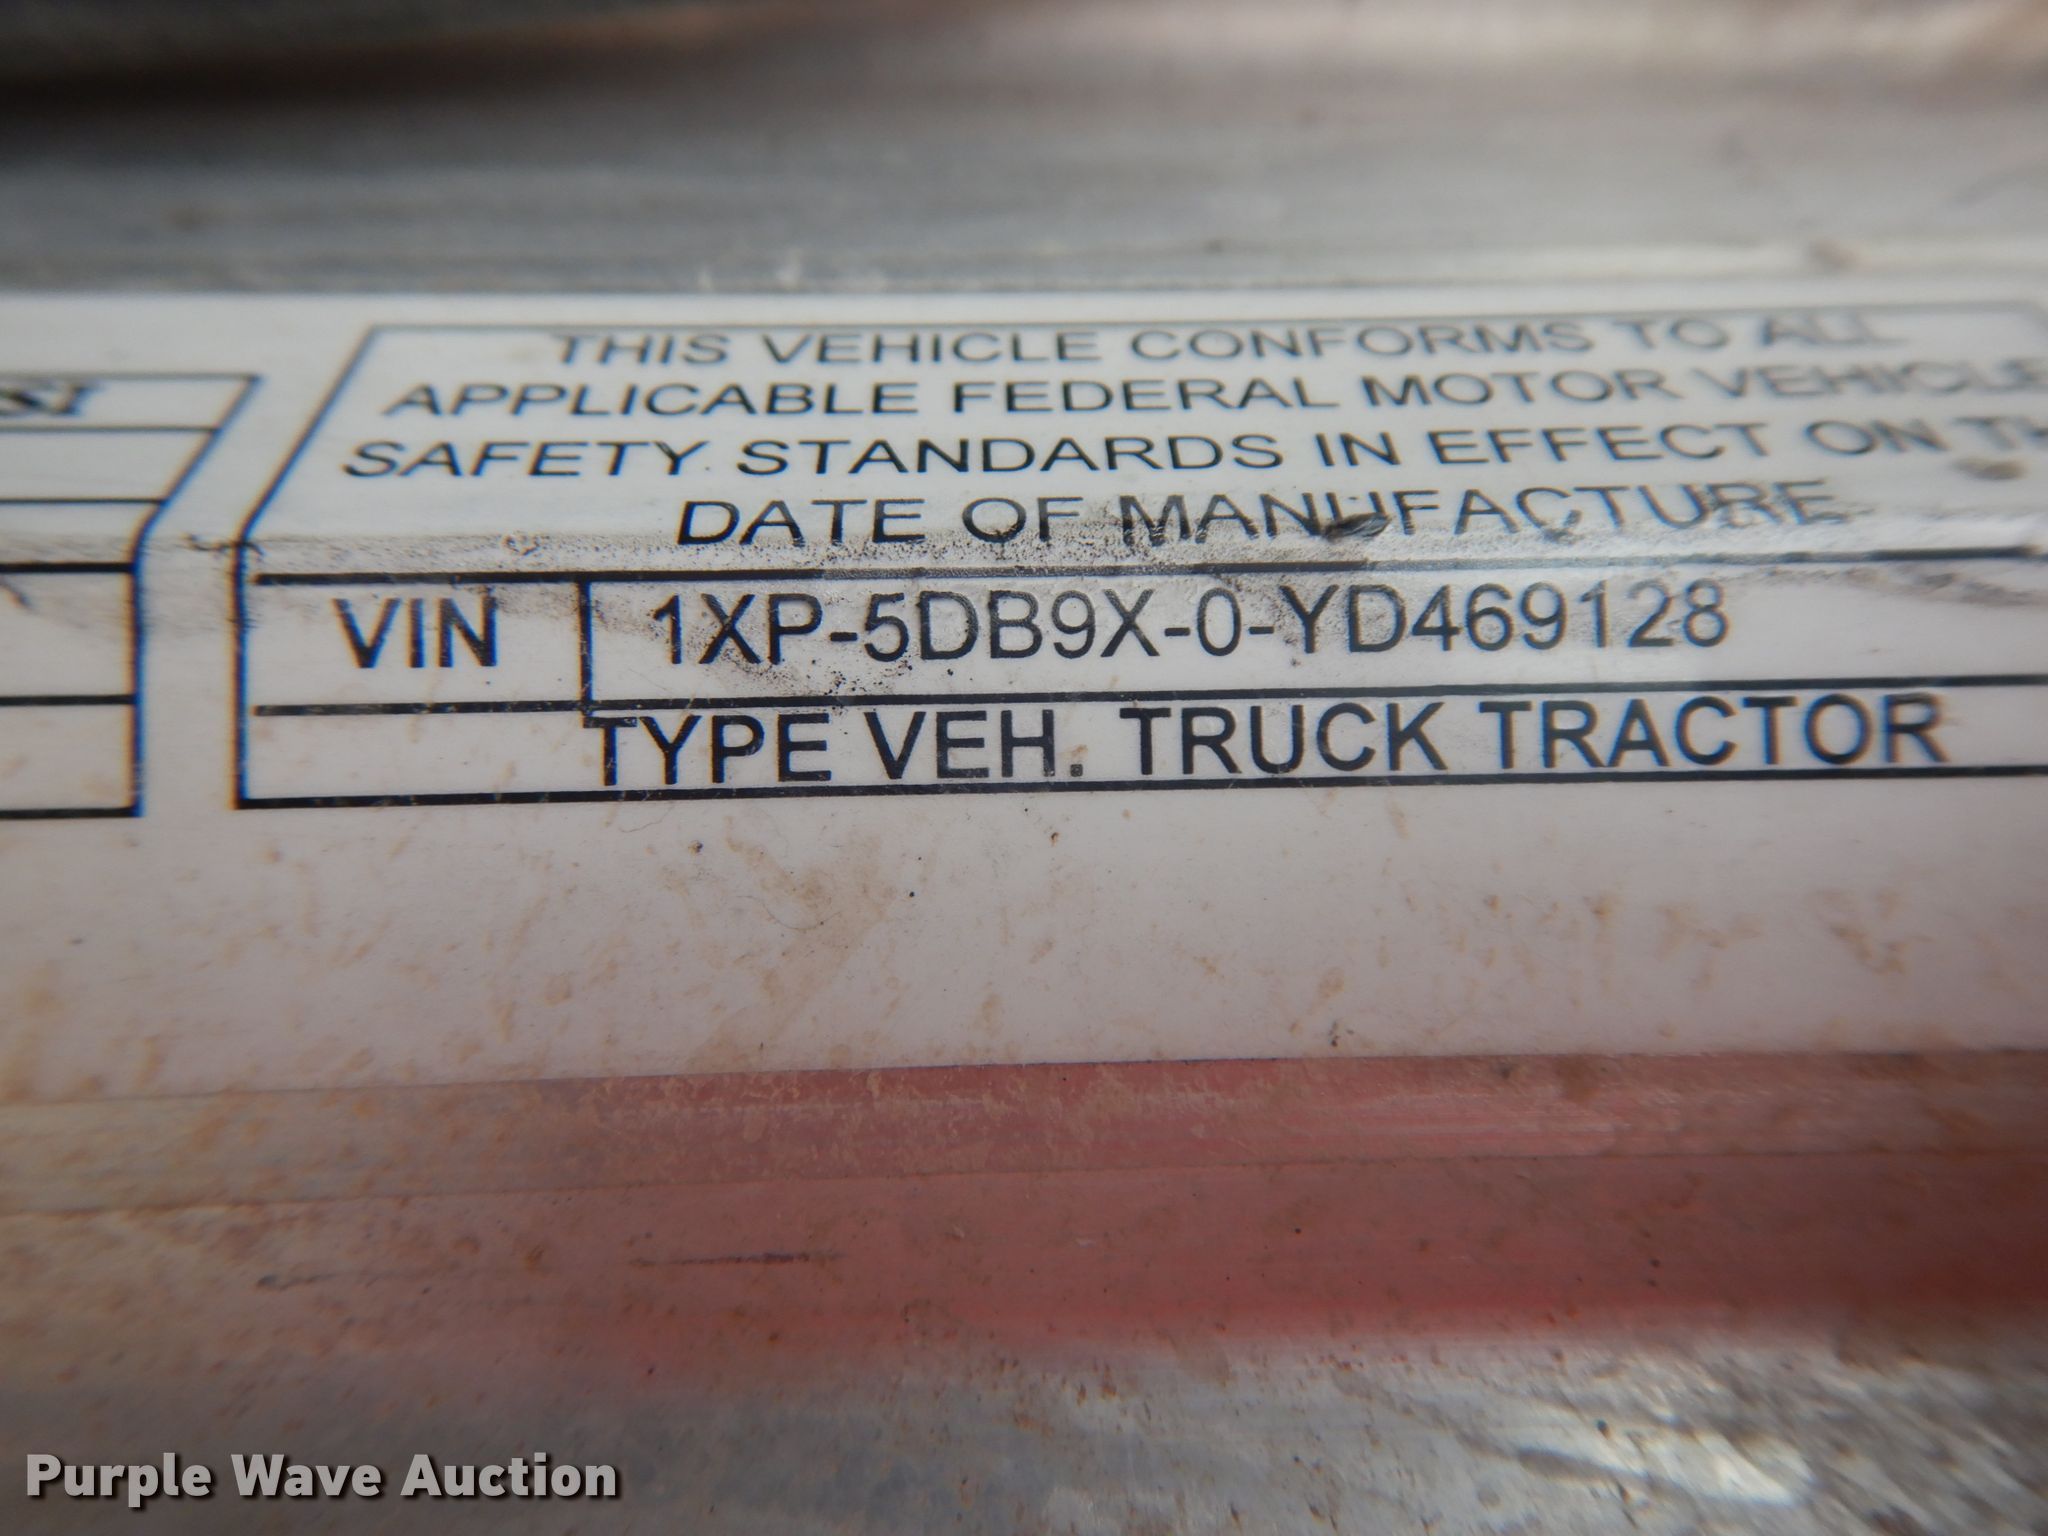 THIS VEHICLE CONFORMS TO ALL
APPLICABLE FEDERAL MOTOR VEHICLE
SAFETY STANDARDS IN EFFECT ON
DATE OF MANUFACTURE
VIN 1XP-5DB9X-0-YD469128
TYPE VEH. TRUCK TRACTOR
Purple Wave Auction